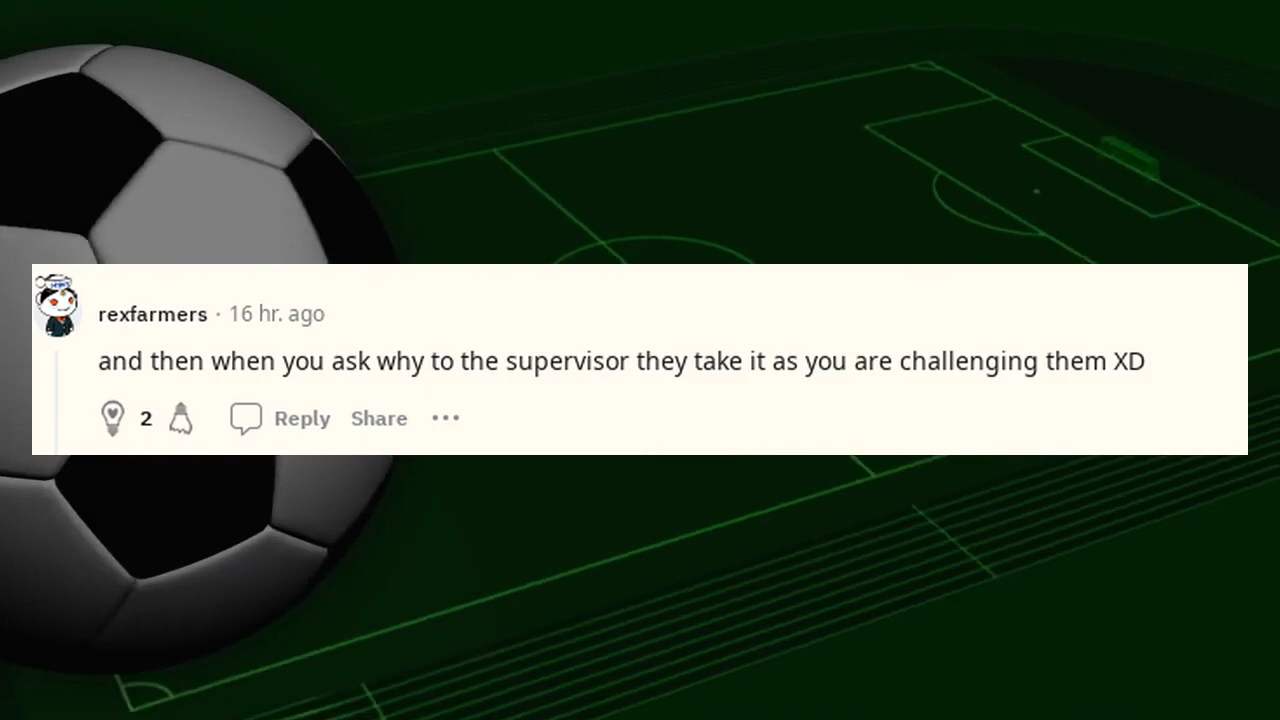 rexfarmers · 16 hr. ago
and then when you ask why to the supervisor they take it as you are challenging them XD
2 Reply Share •••